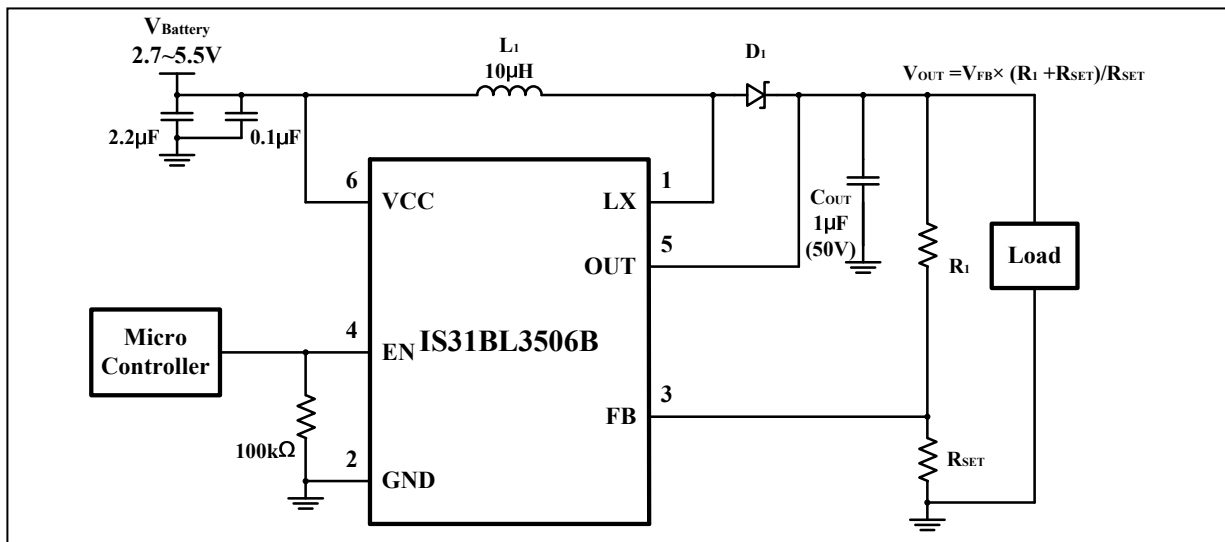 VBattery
2.7~5.5V
L1
10μH
D1
VOUT =VFB× (R1 +RSET)/RSET
2.2μF
0.1μF
6
VCC
1
LX
COUT
1μF
(50V)
5
OUT
R1
Load
Micro
Controller
4
EN
IS31BL3506B
3
FB
100kΩ
2
GND
RSET